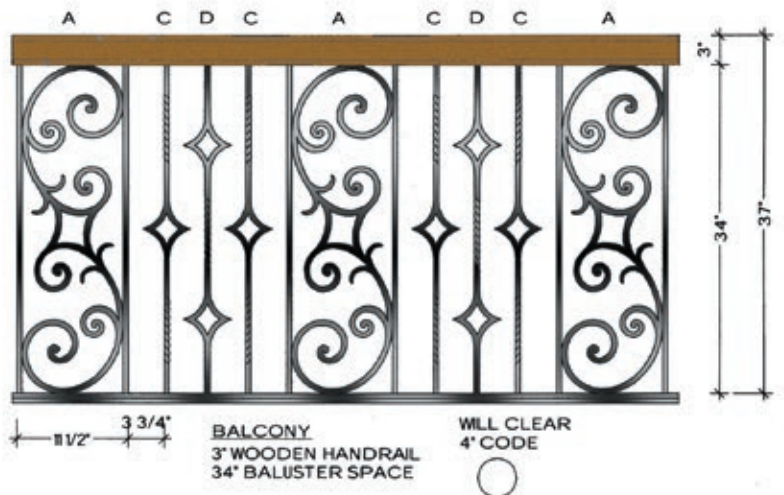 A C D C A C D C A
3"
34"
37"
3 3/4"
11 1/2"
BALCONY
3" WOODEN HANDRAIL
34" BALUSTER SPACE
WILL CLEAR
4" CODE